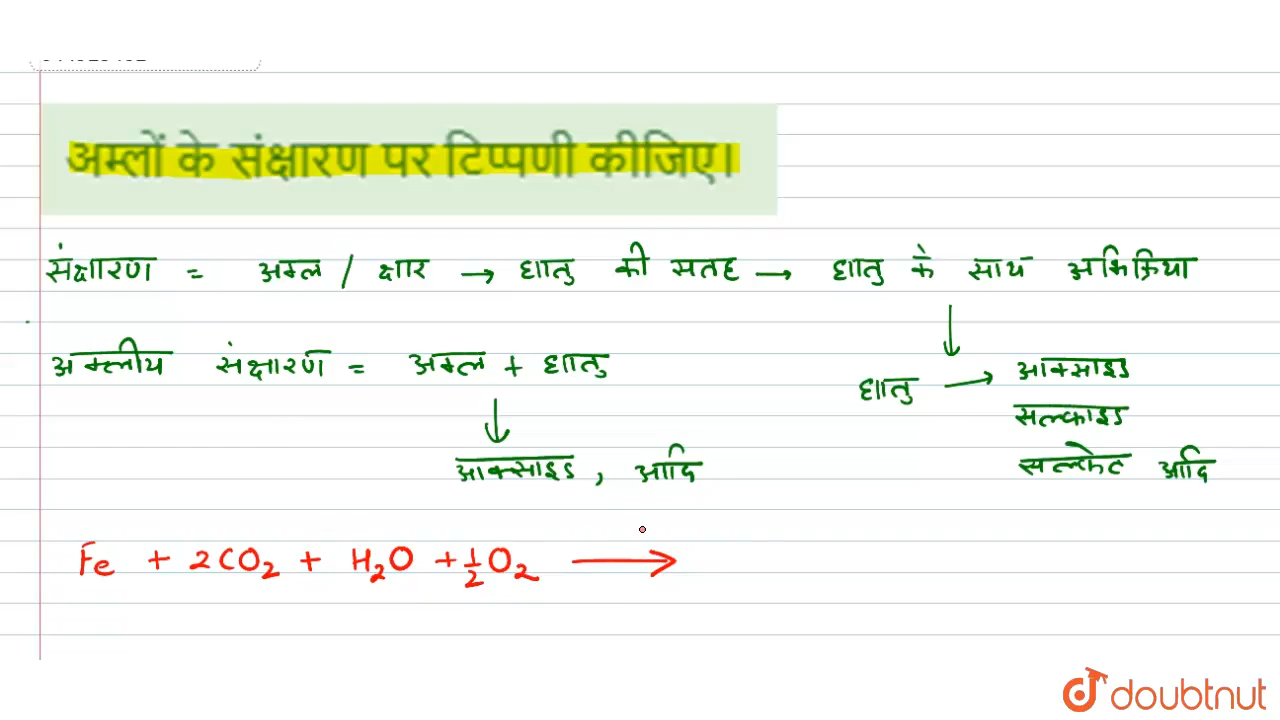 अम्लों के संक्षारण पर टिप्पणी कीजिए।
संक्षारण = अम्ल / क्षार → धातु की सतह → धातु के साथ अभिक्रिया
अम्लीय संक्षारण = अम्ल + धातु
धातु → आक्साइड
सल्फाइड
आक्साइड, आदि
सल्फेट आदि
Fe + 2CO₂ + H₂O + ½O₂ →
doubtnut